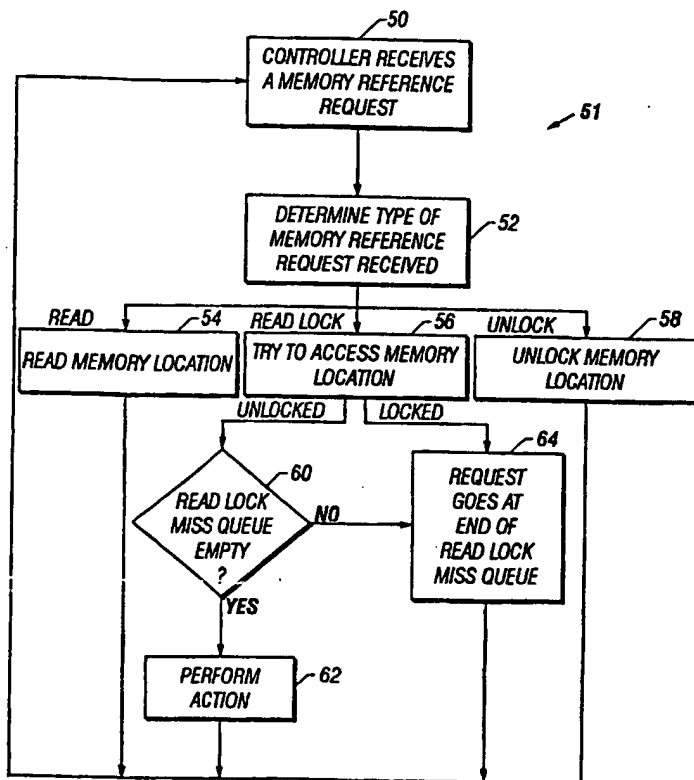 50
CONTROLLER RECEIVES
A MEMORY REFERENCE
REQUEST
51
DETERMINE TYPE OF
MEMORY REFERENCE
REQUEST RECEIVED
52
READ
54
READ LOCK
56
UNLOCK
58
READ MEMORY LOCATION
TRY TO ACCESS MEMORY
LOCATION
UNLOCK MEMORY
LOCATION
UNLOCKED
LOCKED
60
READ LOCK
MISS QUEUE
EMPTY
?
NO
YES
64
REQUEST
GOES AT
END OF
READ LOCK
MISS QUEUE
PERFORM
ACTION
62